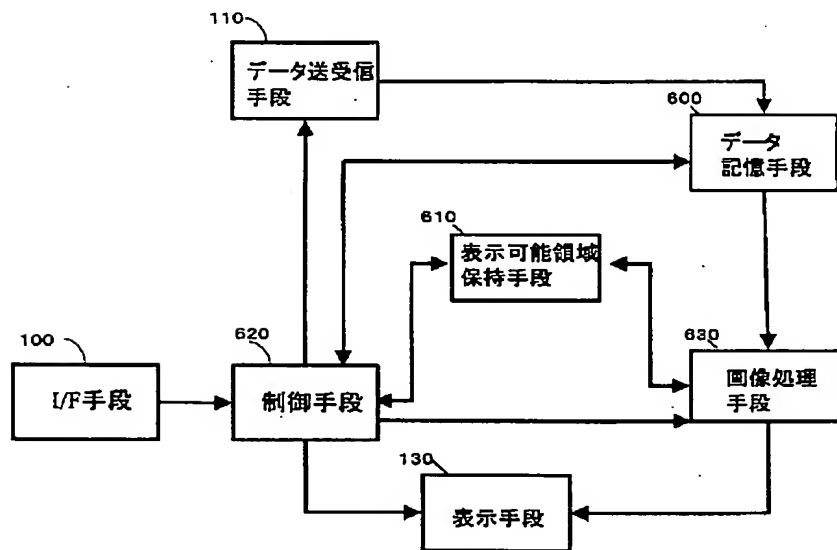 110
データ送受信
手段
600
データ
記憶手段
610
表示可能領域
保持手段
100
I/F手段
620
制御手段
630
画像処理
手段
130
表示手段